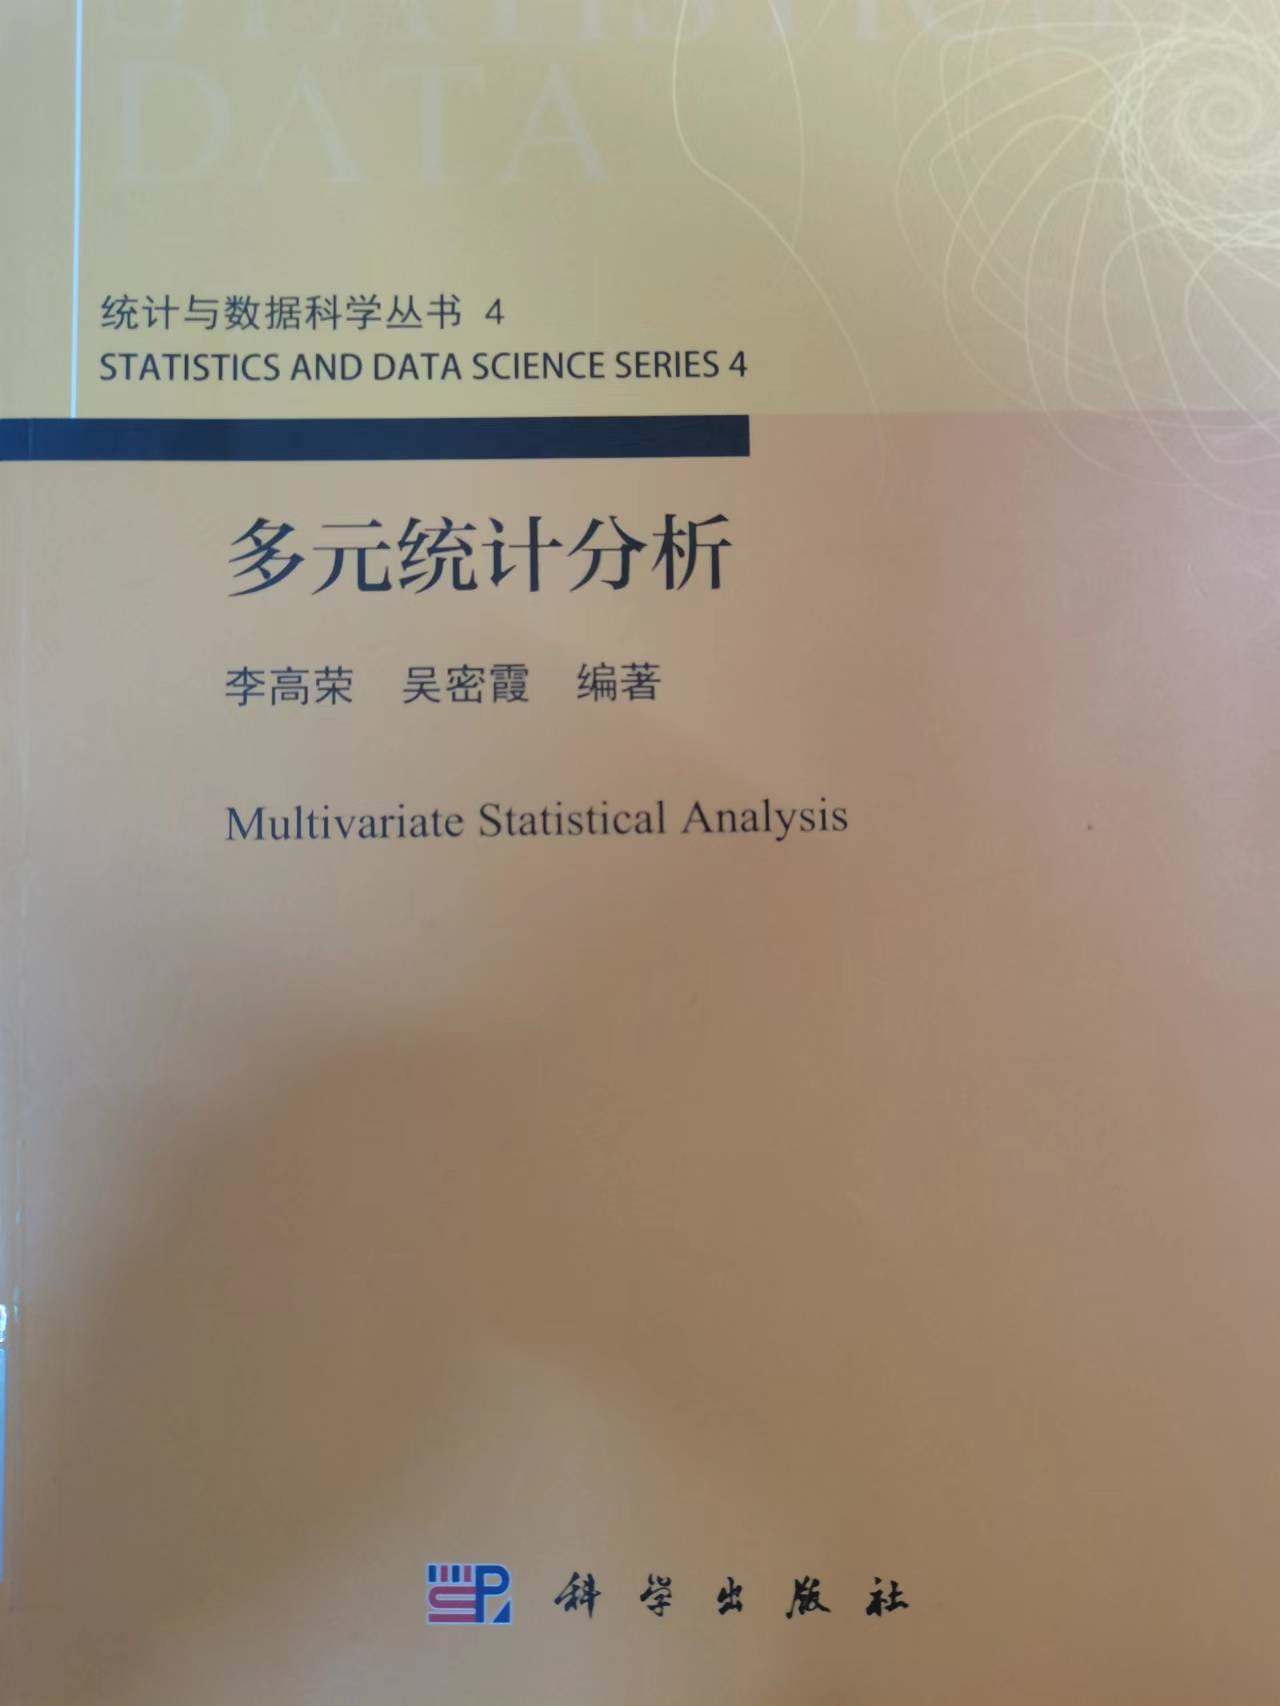 STATISTICS
DATA
统计与数据科学丛书 4
STATISTICS AND DATA SCIENCE SERIES 4
多元统计分析
李高荣 吴密霞 编著
Multivariate Statistical Analysis
科学出版社